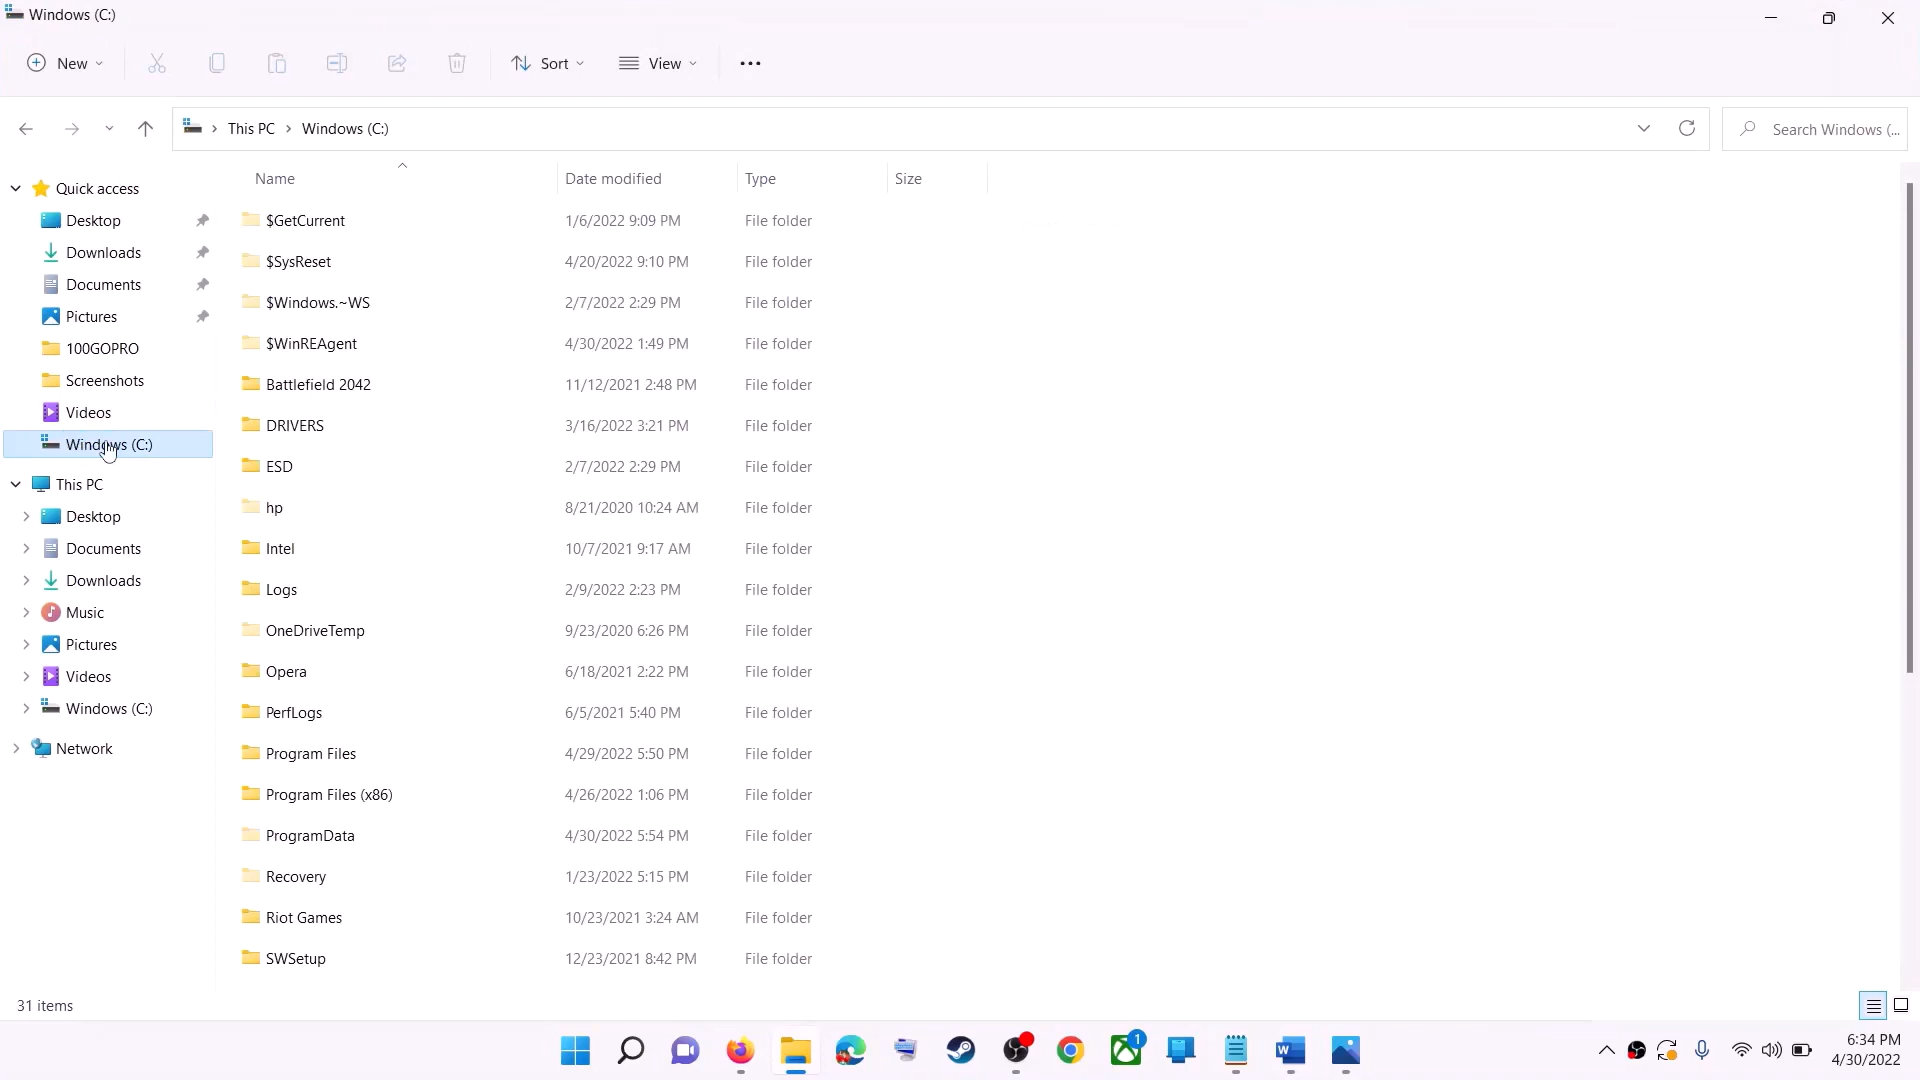 Windows (C:)
New
Sort
View
This PC > Windows (C:)
Search Windows (...
Quick access
Desktop
Downloads
Documents
Pictures
100GOPRO
Screenshots
Videos
Windows (C:)
This PC
Desktop
Documents
Downloads
Music
Pictures
Videos
Windows (C:)
Network
Name Date modified Type Size
$GetCurrent 1/6/2022 9:09 PM File folder
$SysReset 4/20/2022 9:10 PM File folder
$Windows.~WS 2/7/2022 2:29 PM File folder
$WinREAgent 4/30/2022 1:49 PM File folder
Battlefield 2042 11/12/2021 2:48 PM File folder
DRIVERS 3/16/2022 3:21 PM File folder
ESD 2/7/2022 2:29 PM File folder
hp 8/21/2020 10:24 AM File folder
Intel 10/7/2021 9:17 AM File folder
Logs 2/9/2022 2:23 PM File folder
OneDriveTemp 9/23/2020 6:26 PM File folder
Opera 6/18/2021 2:22 PM File folder
PerfLogs 6/5/2021 5:40 PM File folder
Program Files 4/29/2022 5:50 PM File folder
Program Files (x86) 4/26/2022 1:06 PM File folder
ProgramData 4/30/2022 5:54 PM File folder
Recovery 1/23/2022 5:15 PM File folder
Riot Games 10/23/2021 3:24 AM File folder
SWSetup 12/23/2021 8:42 PM File folder
31 items
1
W
6:34 PM
4/30/2022